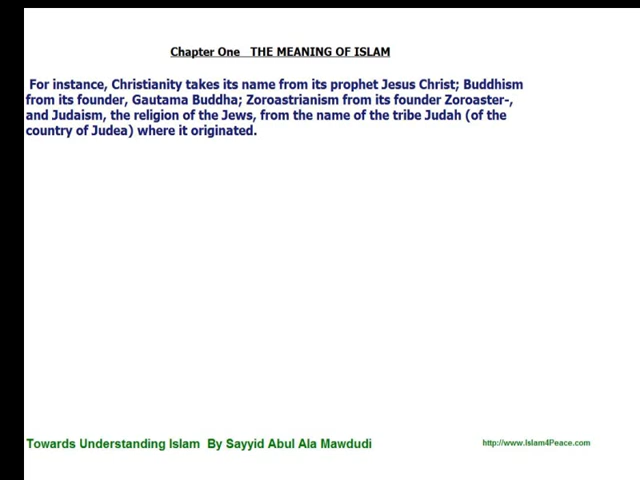 Chapter One   THE MEANING OF ISLAM
For instance, Christianity takes its name from its prophet Jesus Christ; Buddhism
from its founder, Gautama Buddha; Zoroastrianism from its founder Zoroaster-,
and Judaism, the religion of the Jews, from the name of the tribe Judah (of the
country of Judea) where it originated.
Towards Understanding Islam  By Sayyid Abul Ala Mawdudi
http://www.Islam4Peace.com